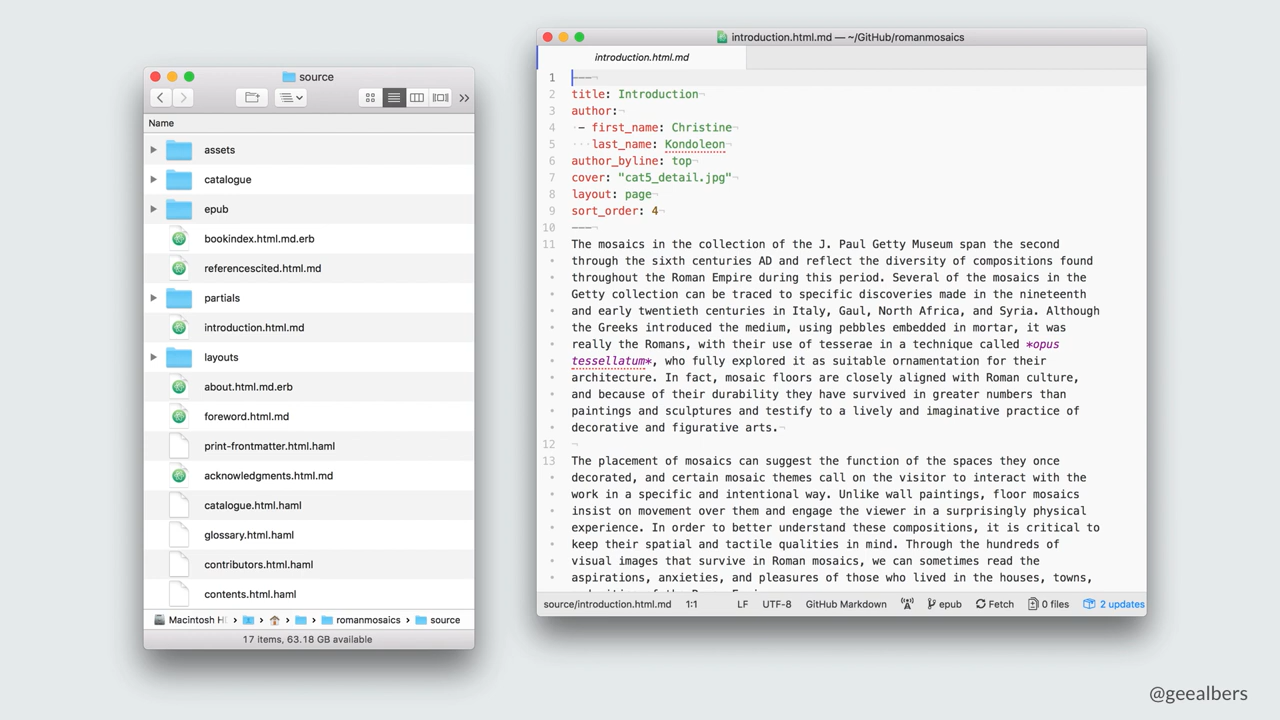 source
Name
assets
catalogue
epub
bookindex.html.md.erb
referencescited.html.md
partials
introduction.html.md
layouts
about.html.md.erb
foreword.html.md
print-frontmatter.html.haml
acknowledgments.html.md
catalogue.html.haml
glossary.html.haml
contributors.html.haml
contents.html.haml
Macintosh H romanmosaics source
17 items, 63.18 GB available
introduction.html.md — ~/GitHub/romanmosaics
introduction.html.md
1 ---¬
2 title: Introduction¬
3 author:¬
4 - first_name: Christine¬
5 last_name: Kondoleon¬
6 author_byline: top¬
7 cover: "cat5_detail.jpg"¬
8 layout: page¬
9 sort_order: 4¬
10 ---¬
11 The mosaics in the collection of the J. Paul Getty Museum span the second
• through the sixth centuries AD and reflect the diversity of compositions found
• throughout the Roman Empire during this period. Several of the mosaics in the
• Getty collection can be traced to specific discoveries made in the nineteenth
• and early twentieth centuries in Italy, Gaul, North Africa, and Syria. Although
• the Greeks introduced the medium, using pebbles embedded in mortar, it was
• really the Romans, with their use of tesserae in a technique called *opus
• tessellatum*, who fully explored it as suitable ornamentation for their
• architecture. In fact, mosaic floors are closely aligned with Roman culture,
• and because of their durability they have survived in greater numbers than
• paintings and sculptures and testify to a lively and imaginative practice of
• decorative and figurative arts.¬
12 ¬
13 The placement of mosaics can suggest the function of the spaces they once
• decorated, and certain mosaic themes call on the visitor to interact with the
• work in a specific and intentional way. Unlike wall paintings, floor mosaics
• insist on movement over them and engage the viewer in a surprisingly physical
• experience. In order to better understand these compositions, it is critical to
• keep their spatial and tactile qualities in mind. Through the hundreds of
• visual images that survive in Roman mosaics, we can sometimes read the
• aspirations, anxieties, and pleasures of those who lived in the houses, towns,
source/introduction.html.md 1:1 LF UTF-8 GitHub Markdown epub Fetch 0 files 2 updates
@geealbers